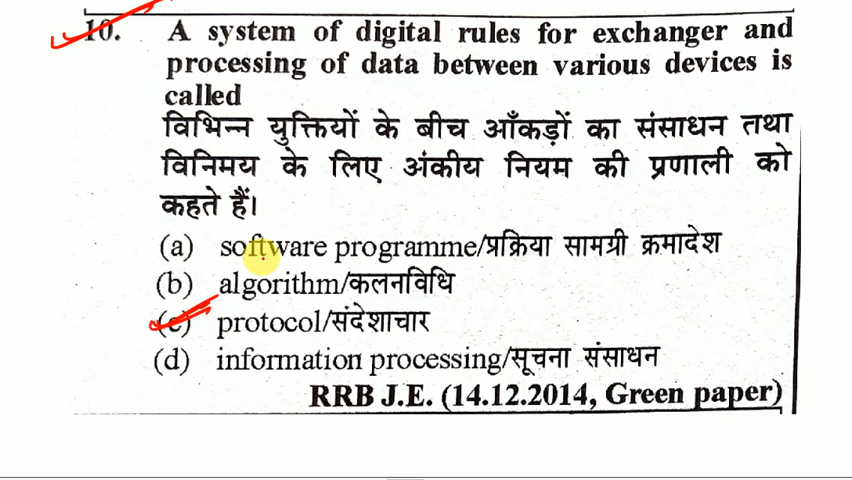 10. A system of digital rules for exchanger and
processing of data between various devices is
called
विभिन्न युक्तियों के बीच आँकड़ों का संसाधन तथा
विनिमय के लिए अंकीय नियम की प्रणाली को
कहते हैं।
(a) software programme/प्रक्रिया सामग्री क्रमादेश
(b) algorithm/कलनविधि
(c) protocol/संदेशाचार
(d) information processing/सूचना संसाधन
RRB J.E. (14.12.2014, Green paper)